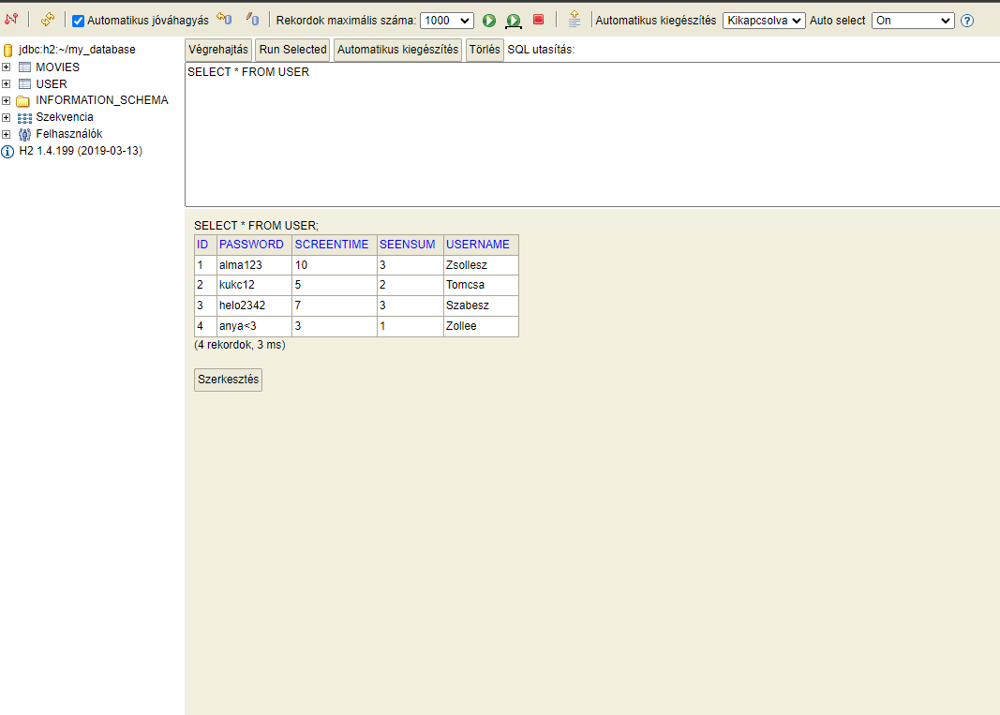 Automatikus jóváhagyás Rekordok maximális száma: 1000 Automatikus kiegészítés Kikapcsolva Auto select On ?
jdbc:h2:~/my_database
MOVIES
USER
INFORMATION_SCHEMA
Szekvencia
Felhasználók
H2 1.4.199 (2019-03-13)
Végrehajtás Run Selected Automatikus kiegészítés Törlés SQL utasítás:
SELECT * FROM USER
SELECT * FROM USER;
ID PASSWORD SCREENTIME SEENSUM USERNAME
1 alma123 10 3 Zsollesz
2 kukc12 5 2 Tomcsa
3 helo2342 7 3 Szabesz
4 anya<3 3 1 Zollee
(4 rekordok, 3 ms)
Szerkesztés